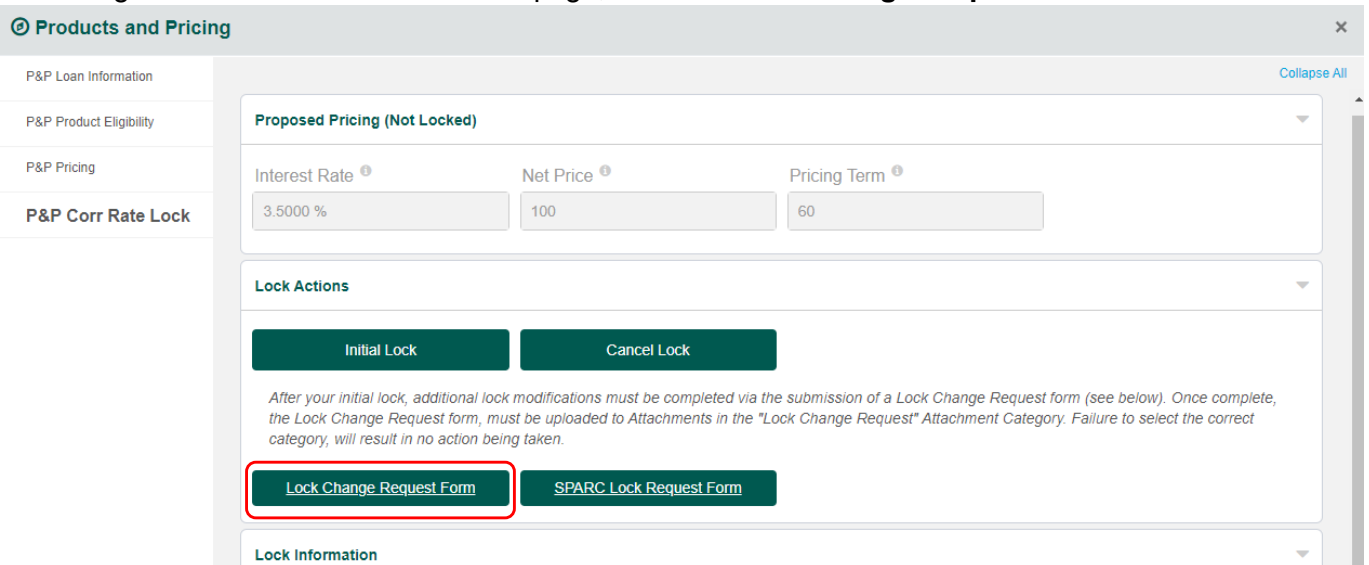 Products and Pricing
P&P Loan Information
Collapse All
P&P Product Eligibility
Proposed Pricing (Not Locked)
P&P Pricing
Interest Rate
Net Price
Pricing Term
P&P Corr Rate Lock
3.5000 %
100
60
Lock Actions
Initial Lock
Cancel Lock
After your initial lock, additional lock modifications must be completed via the submission of a Lock Change Request form (see below). Once complete,
the Lock Change Request form, must be uploaded to Attachments in the "Lock Change Request" Attachment Category. Failure to select the correct
category, will result in no action being taken.
Lock Change Request Form
SPARC Lock Request Form
Lock Information